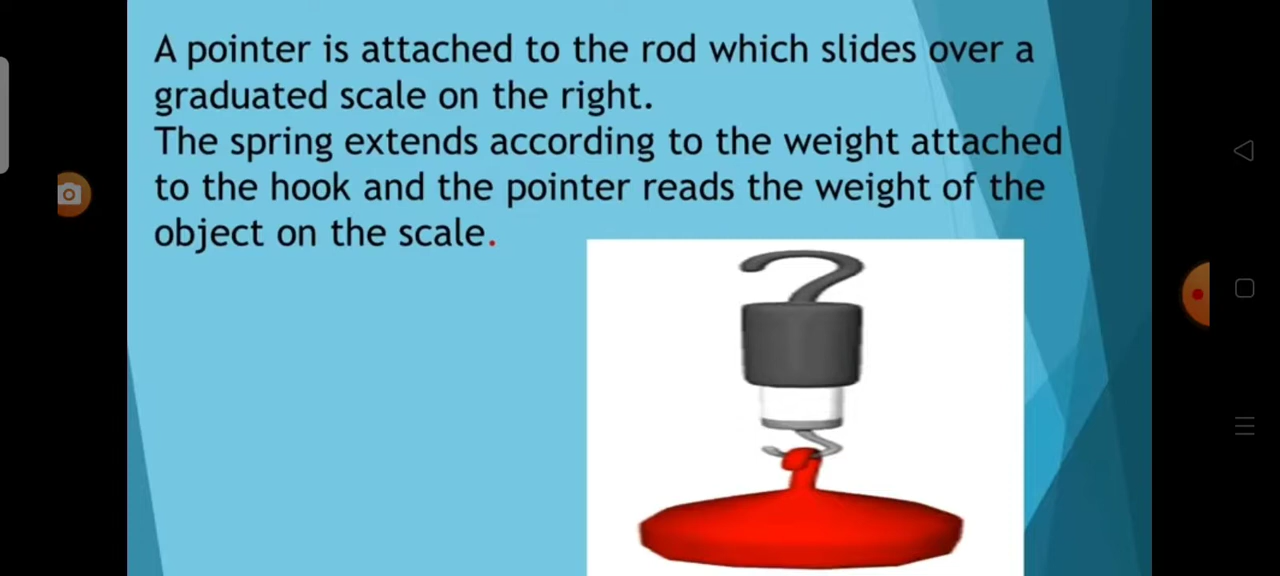 A pointer is attached to the rod which slides over a
graduated scale on the right.
The spring extends according to the weight attached
to the hook and the pointer reads the weight of the
object on the scale.